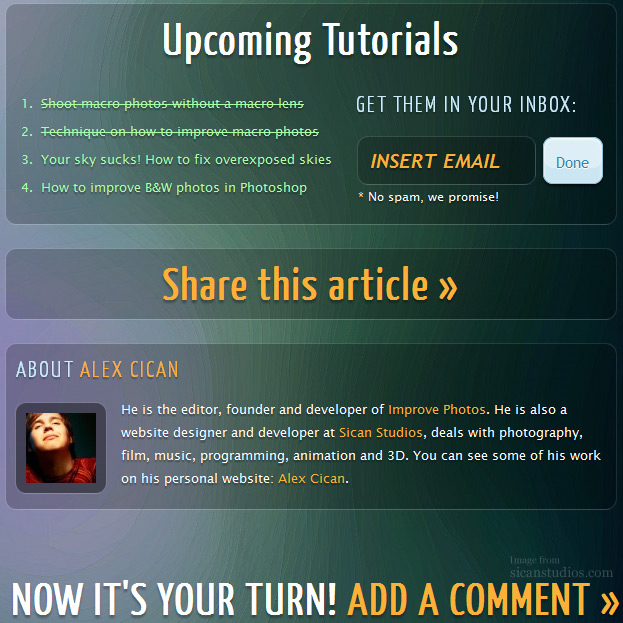 Upcoming Tutorials
1. Shoot macro photos without a macro lens
2. Technique on how to improve macro photos
3. Your sky sucks! How to fix overexposed skies
4. How to improve B&W photos in Photoshop
GET THEM IN YOUR INBOX:
INSERT EMAIL
Done
* No spam, we promise!
Share this article »
ABOUT ALEX CICAN
He is the editor, founder and developer of Improve Photos. He is also a
website designer and developer at Sican Studios, deals with photography,
film, music, programming, animation and 3D. You can see some of his work
on his personal website: Alex Cican.
Image from
sicanstudios.com
NOW IT'S YOUR TURN! ADD A COMMENT »